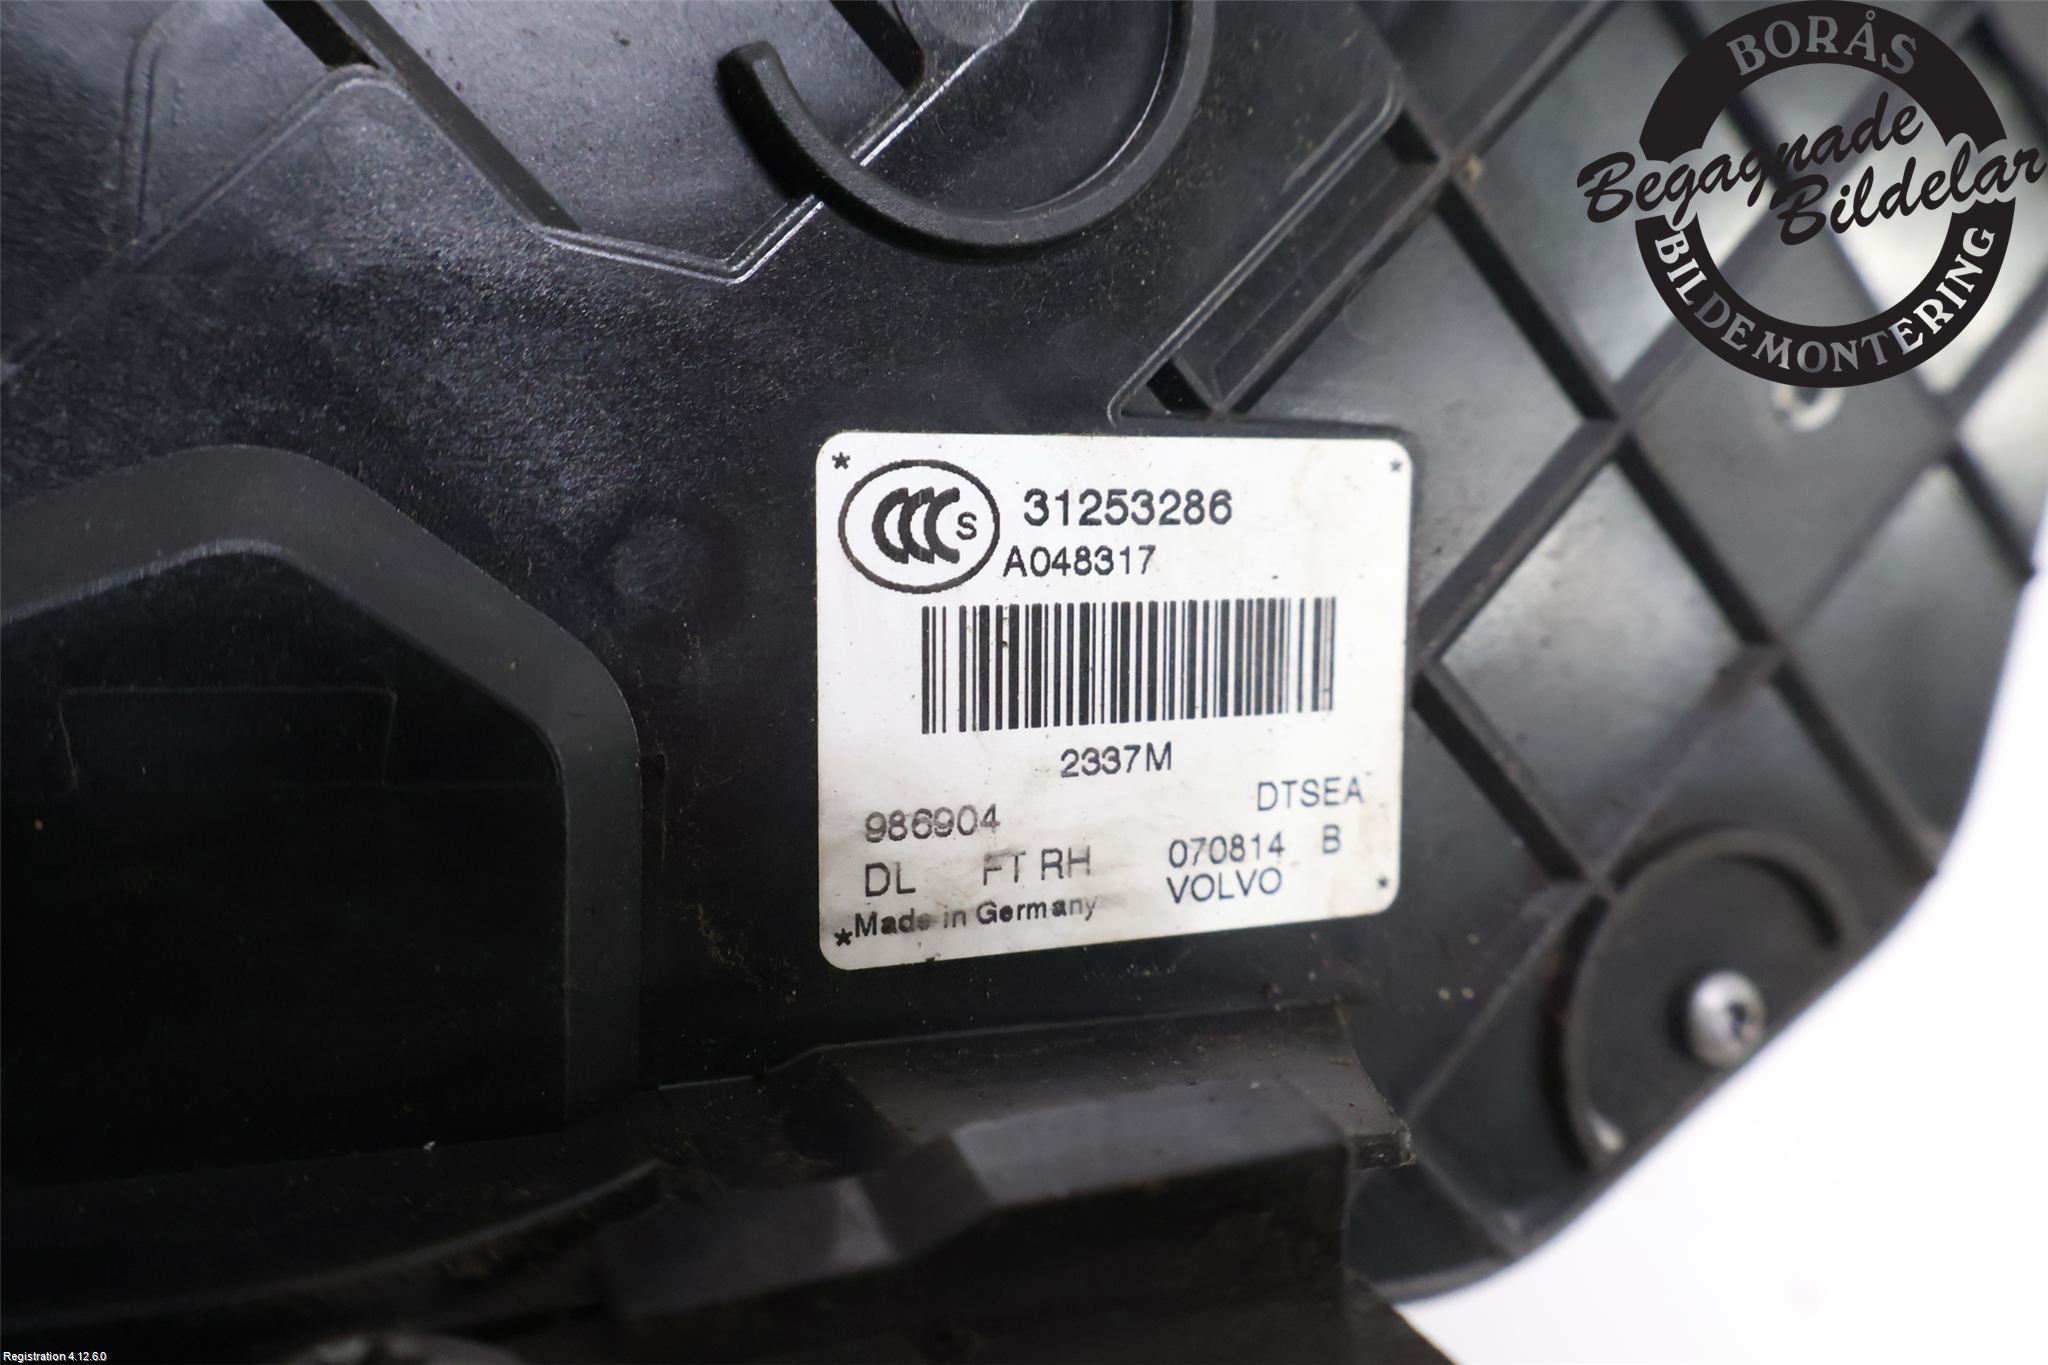 BORÅS
Begagnade
Bildelar
BILDEMONTERING
CCC S
31253286
A048317
2337M
986904
DTSEA
DL FT RH
070814 B
VOLVO
Made in Germany
Registration 4.12.6.0